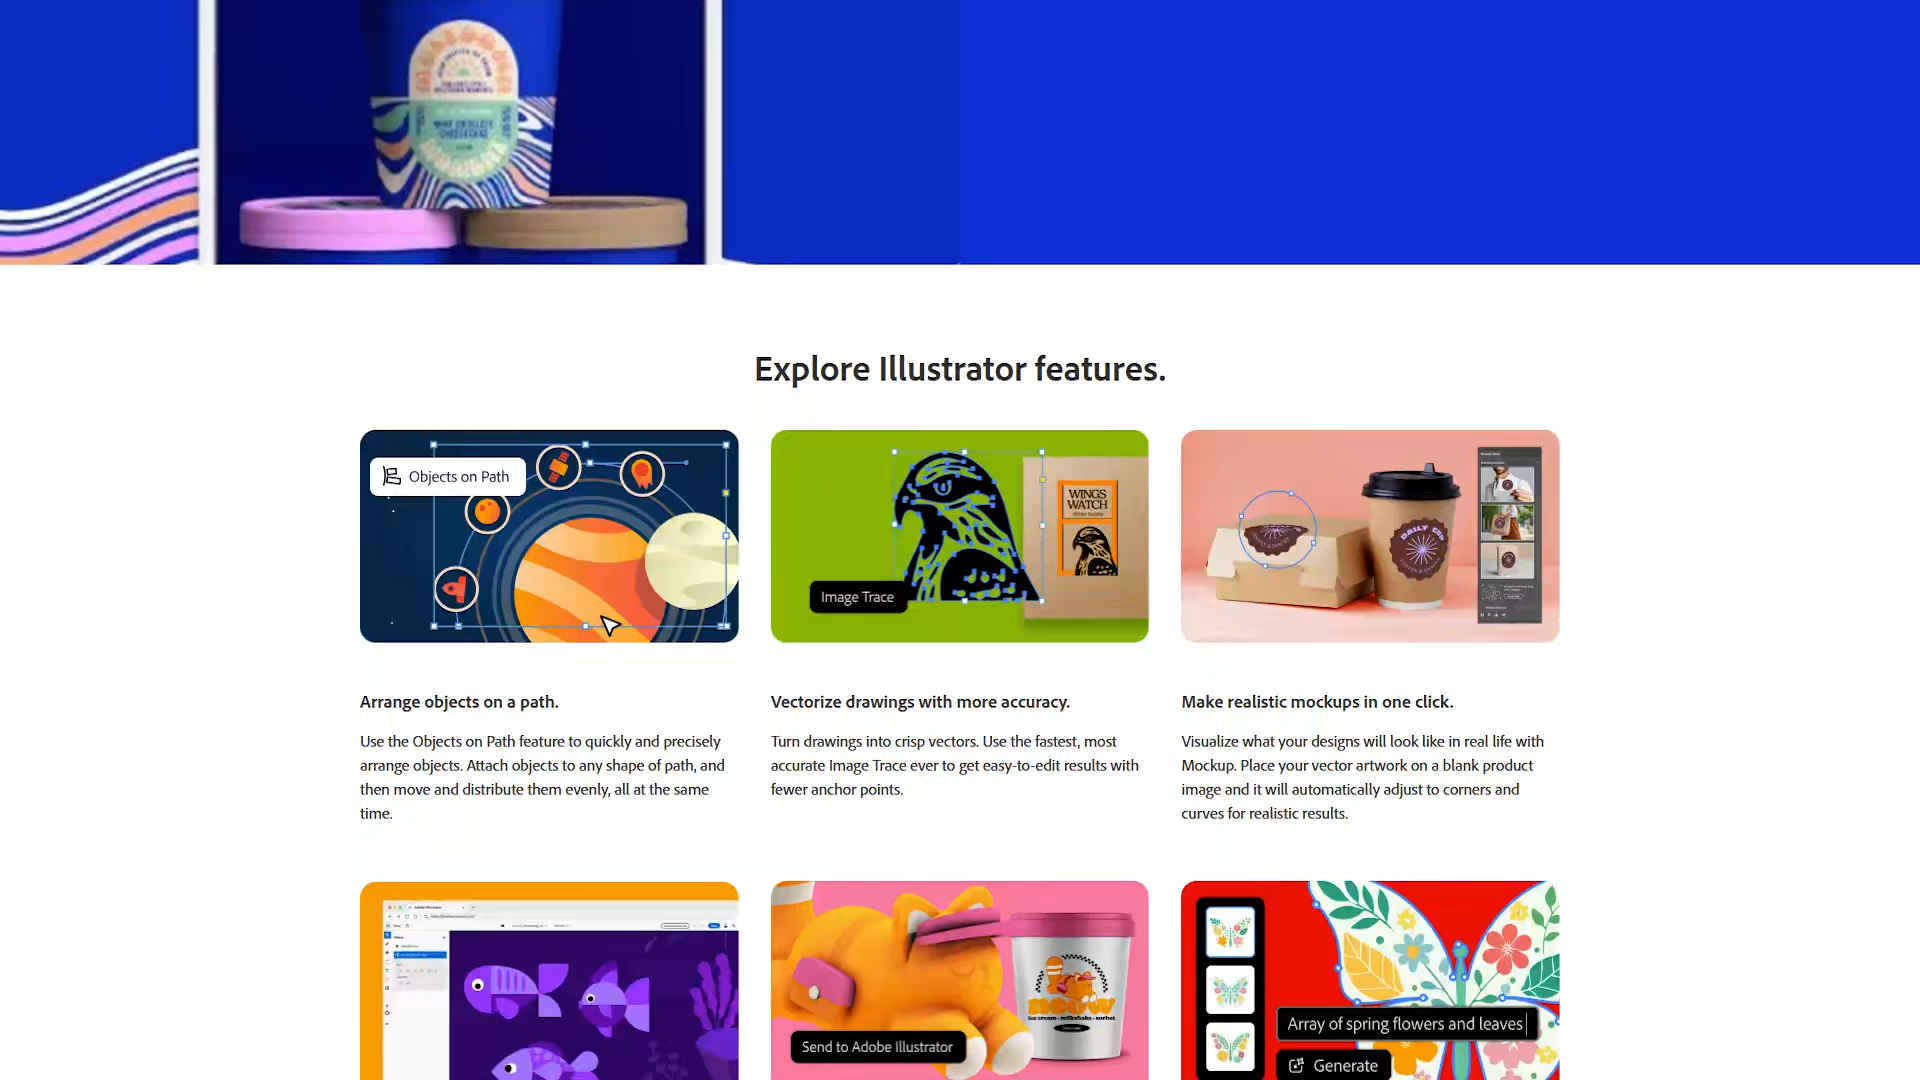 Explore Illustrator features.
Objects on Path
Image Trace
WINGS
WATCH
DAILY CUP
Arrange objects on a path.
Use the Objects on Path feature to quickly and precisely
arrange objects. Attach objects to any shape of path, and
then move and distribute them evenly, all at the same
time.
Vectorize drawings with more accuracy.
Turn drawings into crisp vectors. Use the fastest, most
accurate Image Trace ever to get easy-to-edit results with
fewer anchor points.
Make realistic mockups in one click.
Visualize what your designs will look like in real life with
Mockup. Place your vector artwork on a blank product
image and it will automatically adjust to corners and
curves for realistic results.
ice cream · milkshake · sorbet
Send to Adobe Illustrator
Array of spring flowers and leaves
Generate